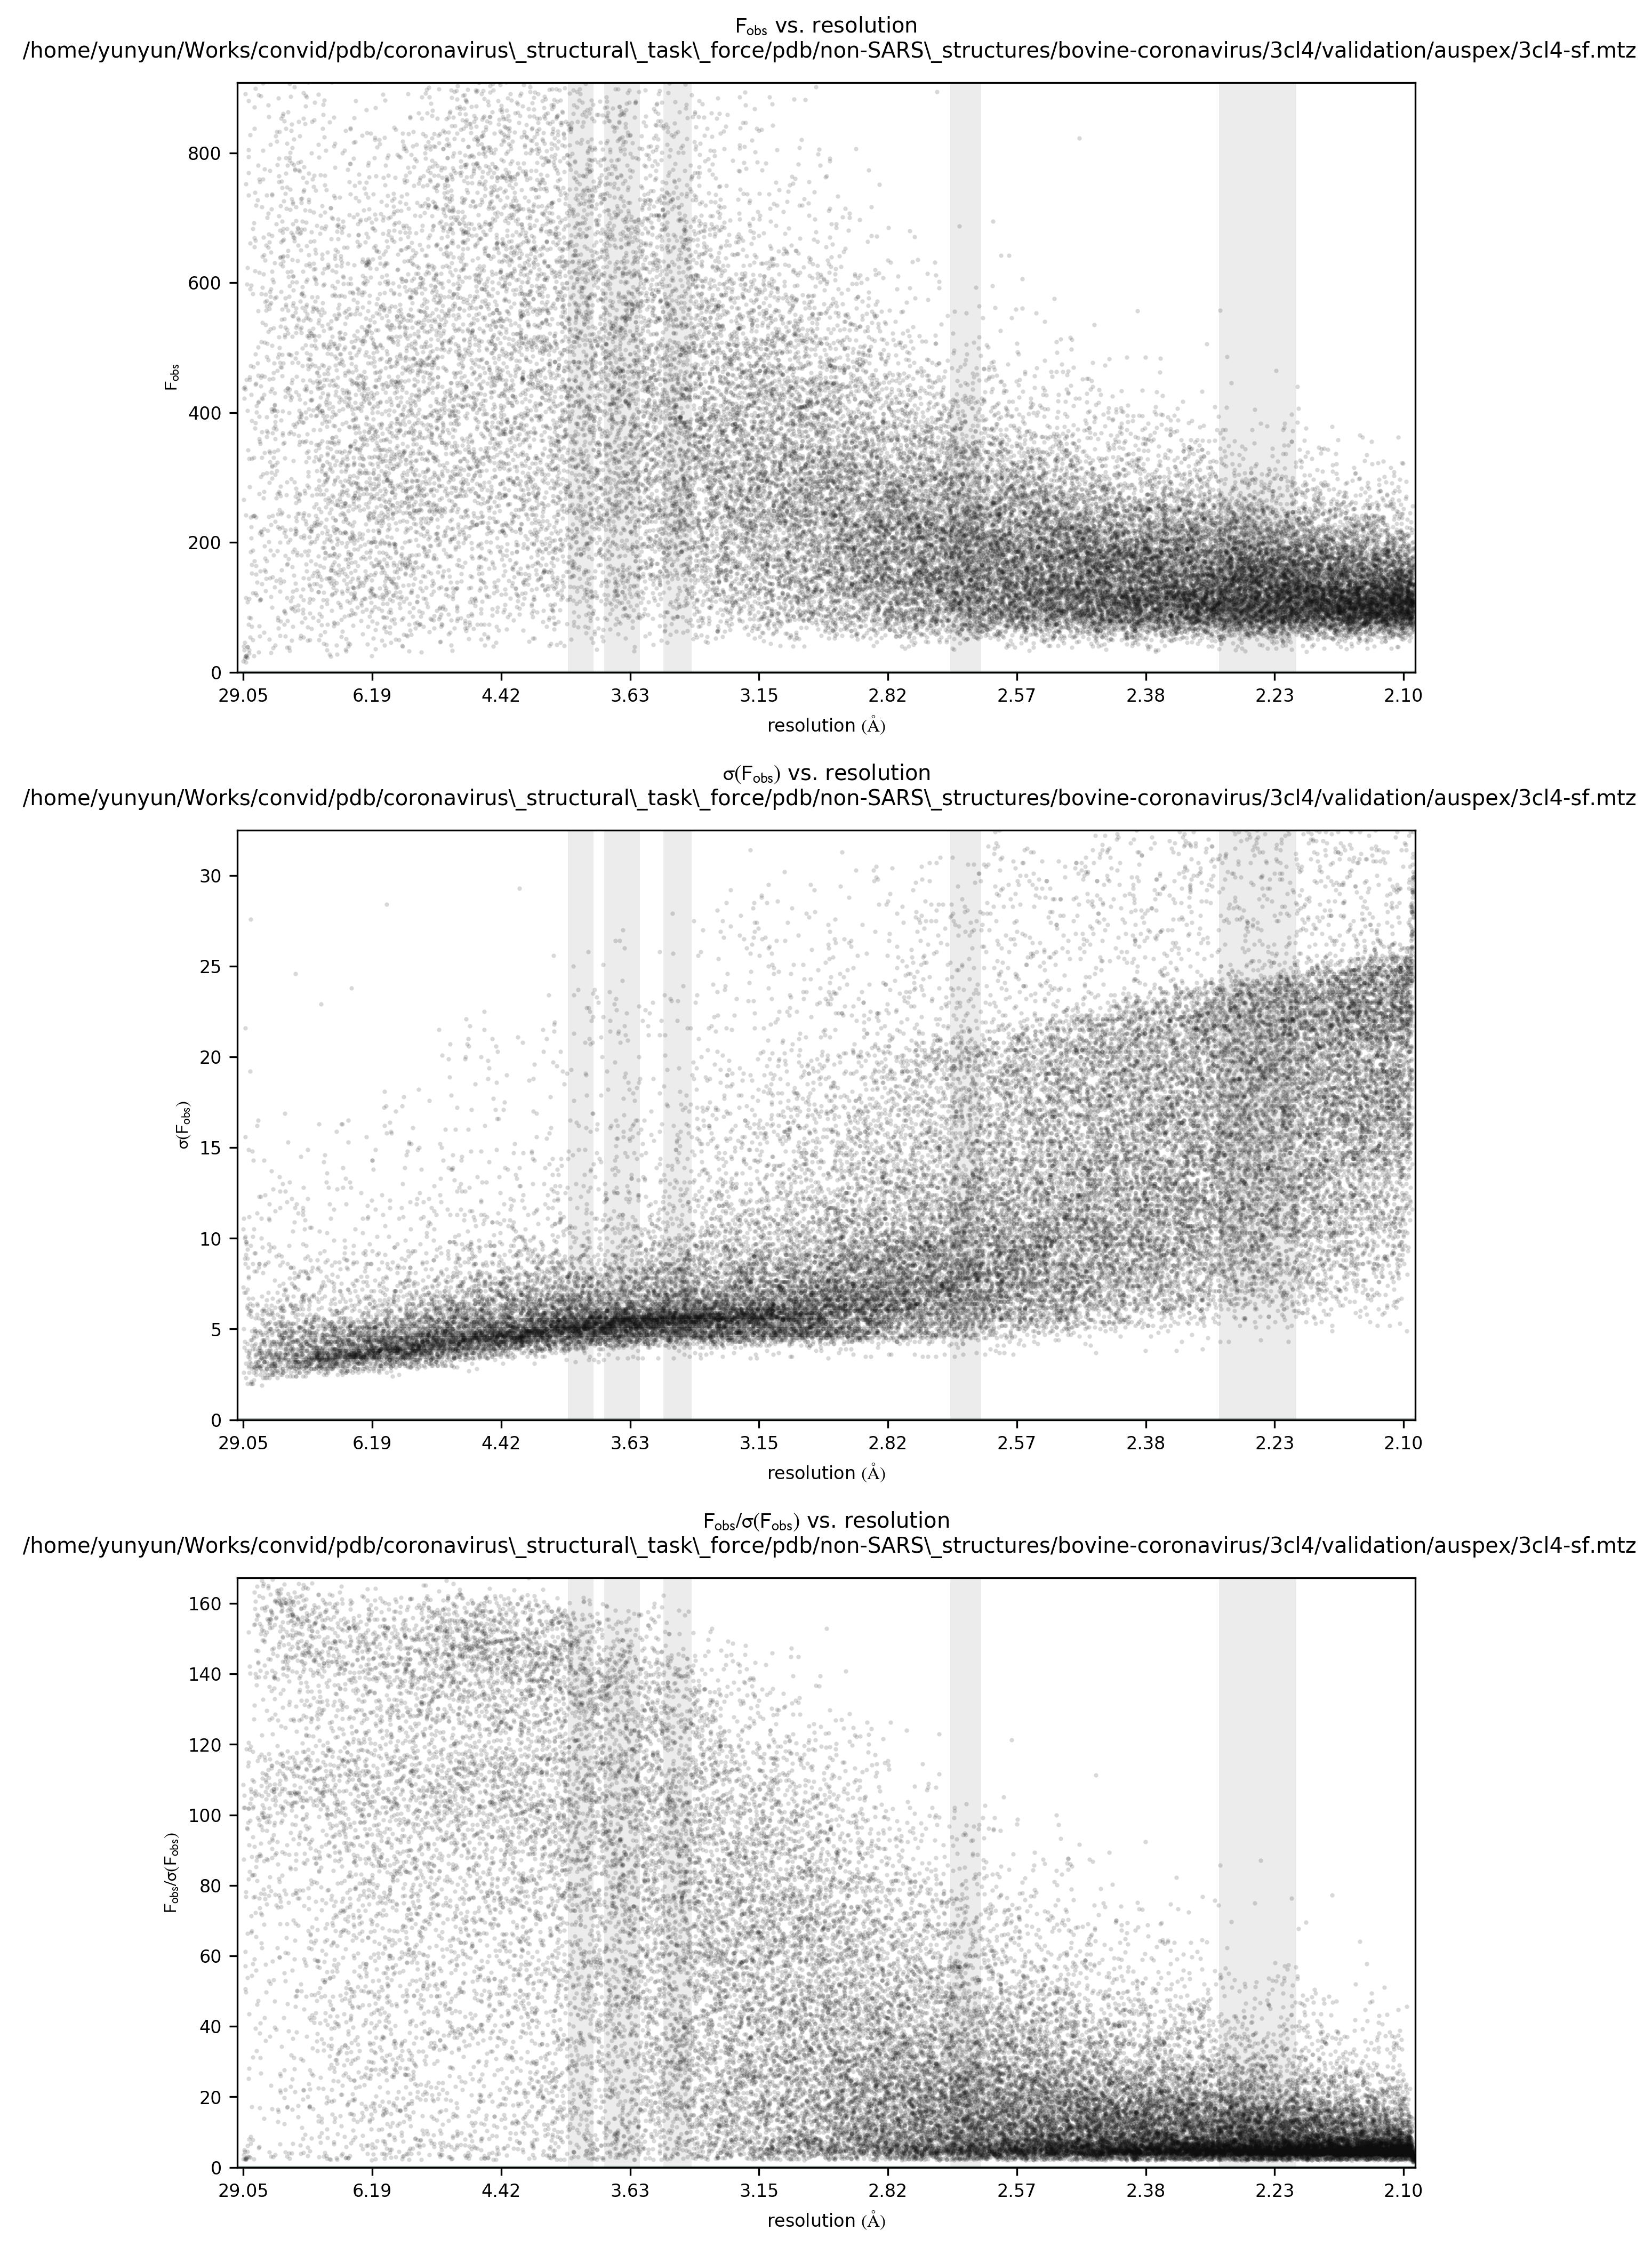 Fobs vs. resolution
/home/yunyun/Works/convid/pdb/coronavirus\_structural\_task\_force/pdb/non-SARS\_structures/bovine-coronavirus/3cl4/validation/auspex/3cl4-sf.mtz
800
600
400
200
0
Fobs
29.05 6.19 4.42 3.63 3.15 2.82 2.57 2.38 2.23 2.10
resolution (Å)
σ(Fobs) vs. resolution
/home/yunyun/Works/convid/pdb/coronavirus\_structural\_task\_force/pdb/non-SARS\_structures/bovine-coronavirus/3cl4/validation/auspex/3cl4-sf.mtz
30
25
20
15
10
5
0
σ(Fobs)
29.05 6.19 4.42 3.63 3.15 2.82 2.57 2.38 2.23 2.10
resolution (Å)
Fobs/σ(Fobs) vs. resolution
/home/yunyun/Works/convid/pdb/coronavirus\_structural\_task\_force/pdb/non-SARS\_structures/bovine-coronavirus/3cl4/validation/auspex/3cl4-sf.mtz
160
140
120
100
80
60
40
20
0
Fobs/σ(Fobs)
29.05 6.19 4.42 3.63 3.15 2.82 2.57 2.38 2.23 2.10
resolution (Å)